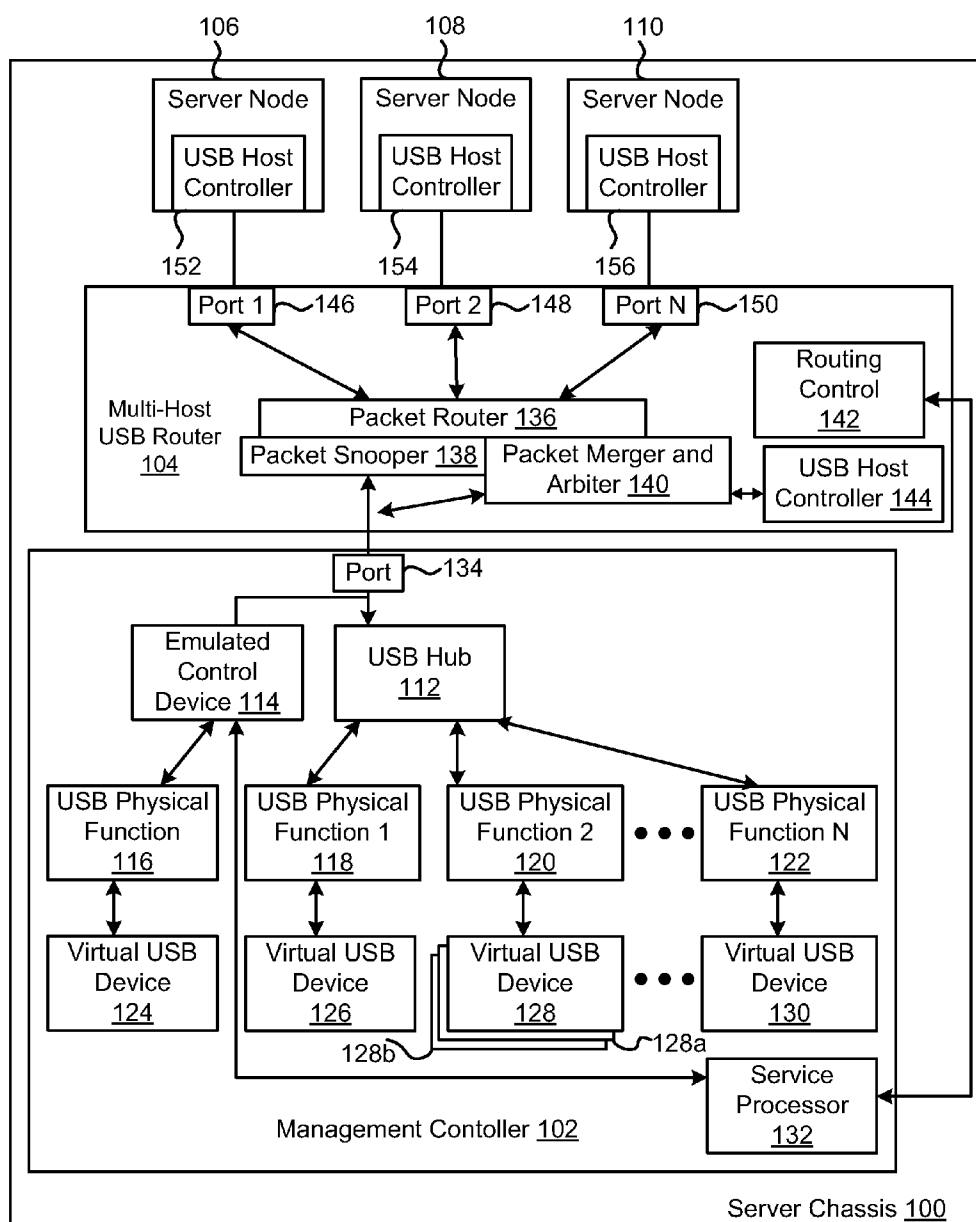 106
108
110
Server Node
Server Node
Server Node
USB Host
Controller
USB Host
Controller
USB Host
Controller
152
154
156
Port 1
146
Port 2
148
Port N
150
Routing
Control
142
Multi-Host
USB Router
104
Packet Router 136
Packet Snooper 138
Packet Merger and
Arbiter 140
USB Host
Controller 144
Port
134
Emulated
Control
Device 114
USB Hub
112
USB Physical
Function
116
USB Physical
Function 1
118
USB Physical
Function 2
120
USB Physical
Function N
122
Virtual USB
Device
124
Virtual USB
Device
126
Virtual USB
Device
128
Virtual USB
Device
130
128b
128a
Service
Processor
132
Management Contoller 102
Server Chassis 100